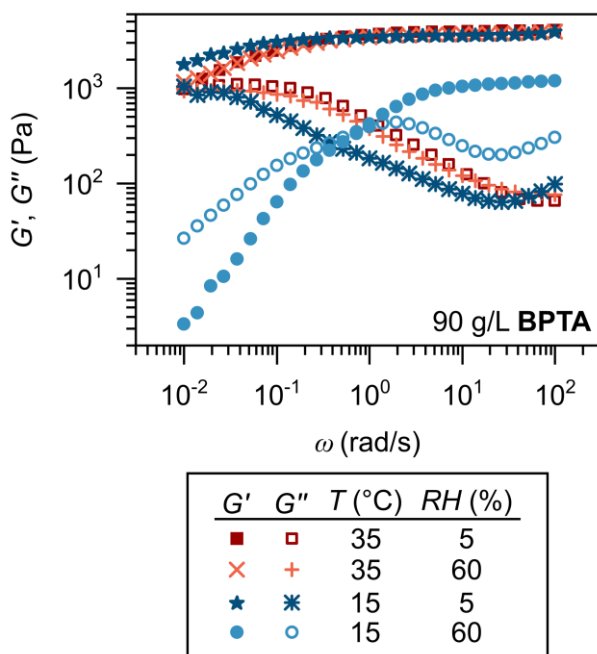 G', G'' (Pa)
10³
10²
10¹
90 g/L BPTA
10⁻² 10⁻¹ 10⁰ 10¹ 10²
ω (rad/s)
G' G'' T (°C) RH (%)
35 5
35 60
15 5
15 60